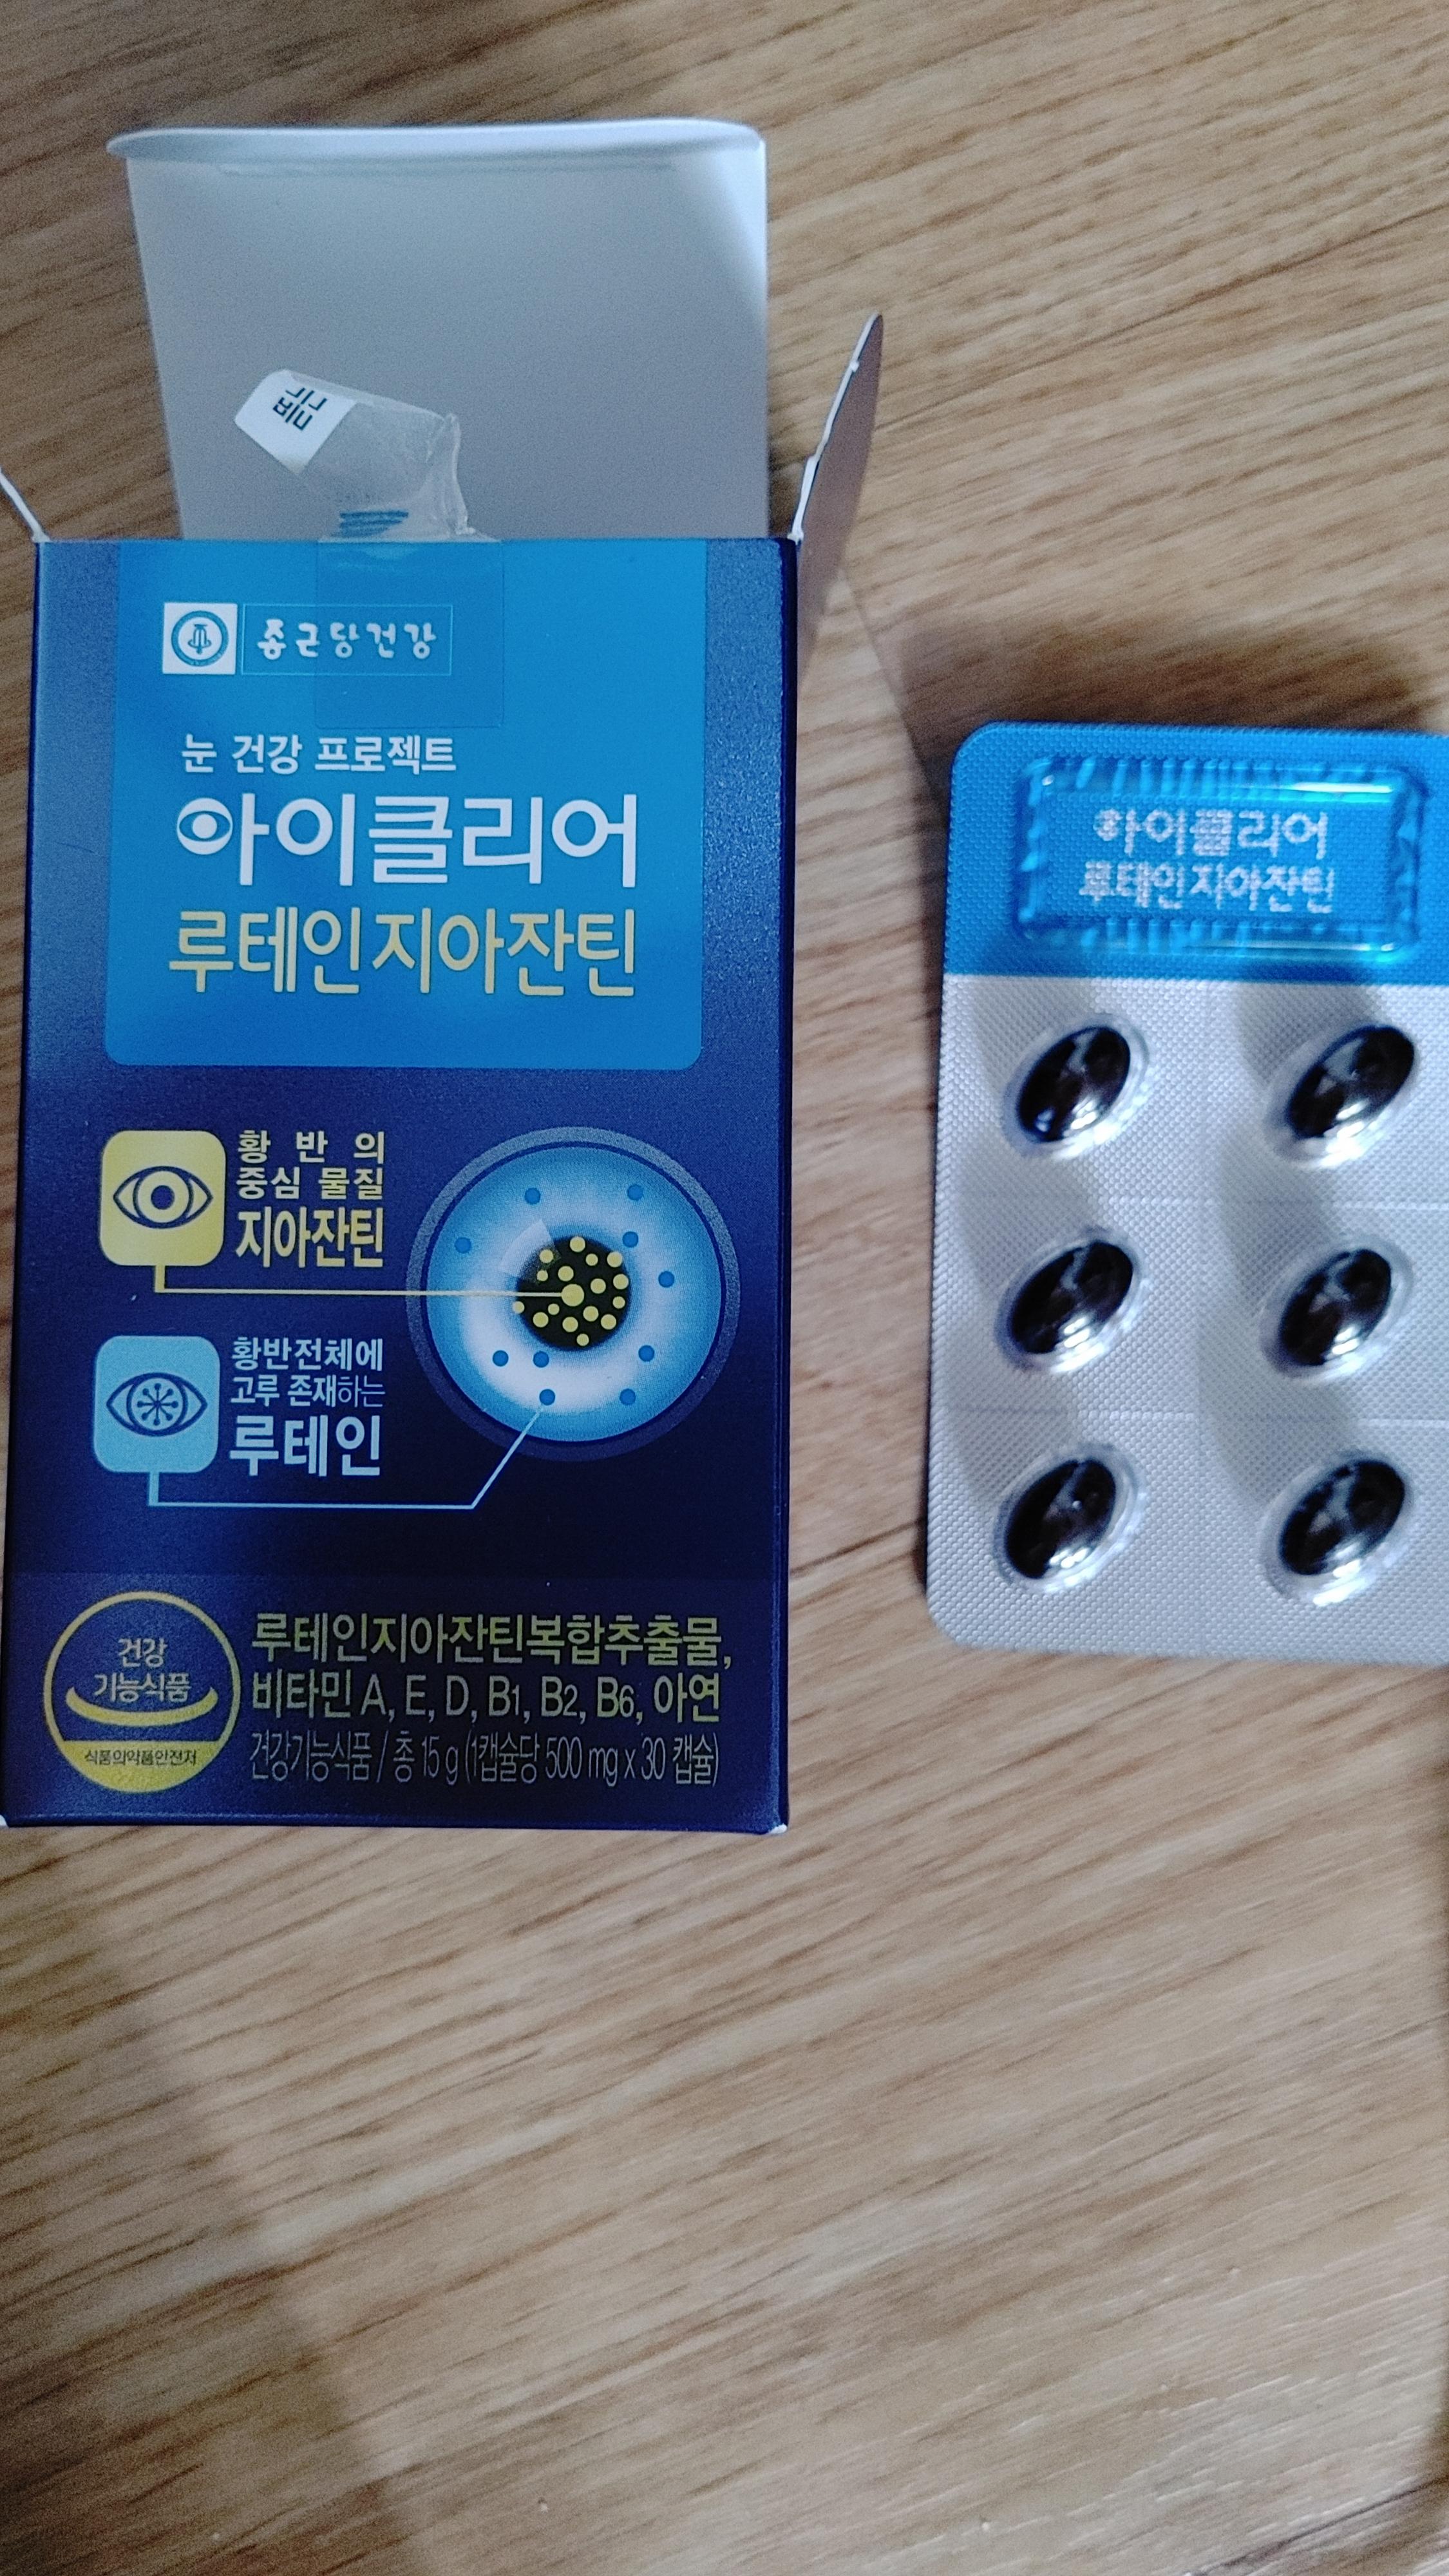 종근당건강
눈 건강 프로젝트
아이클리어
루테인지아잔틴
황반의
중심 물질
지아잔틴
황반전체에
고루 존재하는
루테인
건강
기능식품
식품의약품안전처
루테인지아잔틴복합추출물,
비타민 A, E, D, B1, B2, B6, 아연
건강기능식품 / 총 15 g (1캡슐당 500 mg x 30 캡슐)
아이클리어
루테인지아잔틴